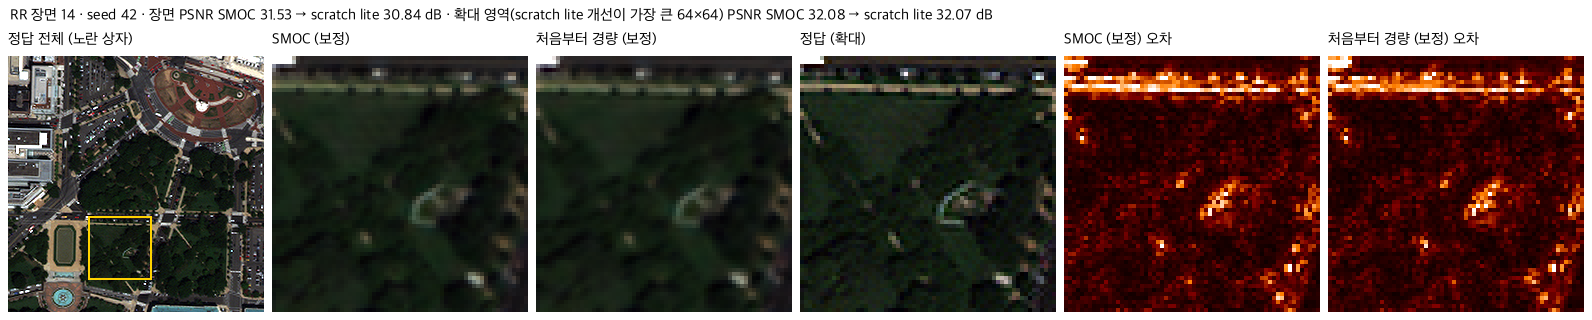 RR 장면 14 · seed 42 · 장면 PSNR SMOC 31.53 → scratch lite 30.84 dB · 확대 영역(scratch lite 개선이 가장 큰 64×64) PSNR SMOC 32.08 → scratch lite 32.07 dB
정답 전체 (노란 상자) SMOC (보정) 처음부터 경량 (보정) 정답 (확대) SMOC (보정) 오차 처음부터 경량 (보정) 오차